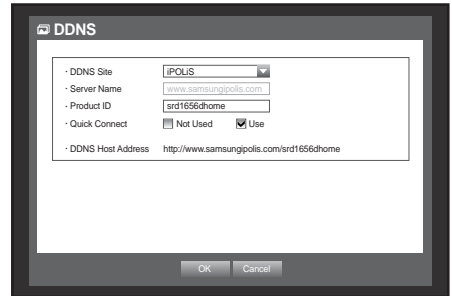 DDNS
· DDNS Site iPOLiS
· Server Name www.samsungipolis.com
· Product ID srd1656dhome
· Quick Connect Not Used Use
· DDNS Host Address http://www.samsungipolis.com/srd1656dhome
OK Cancel